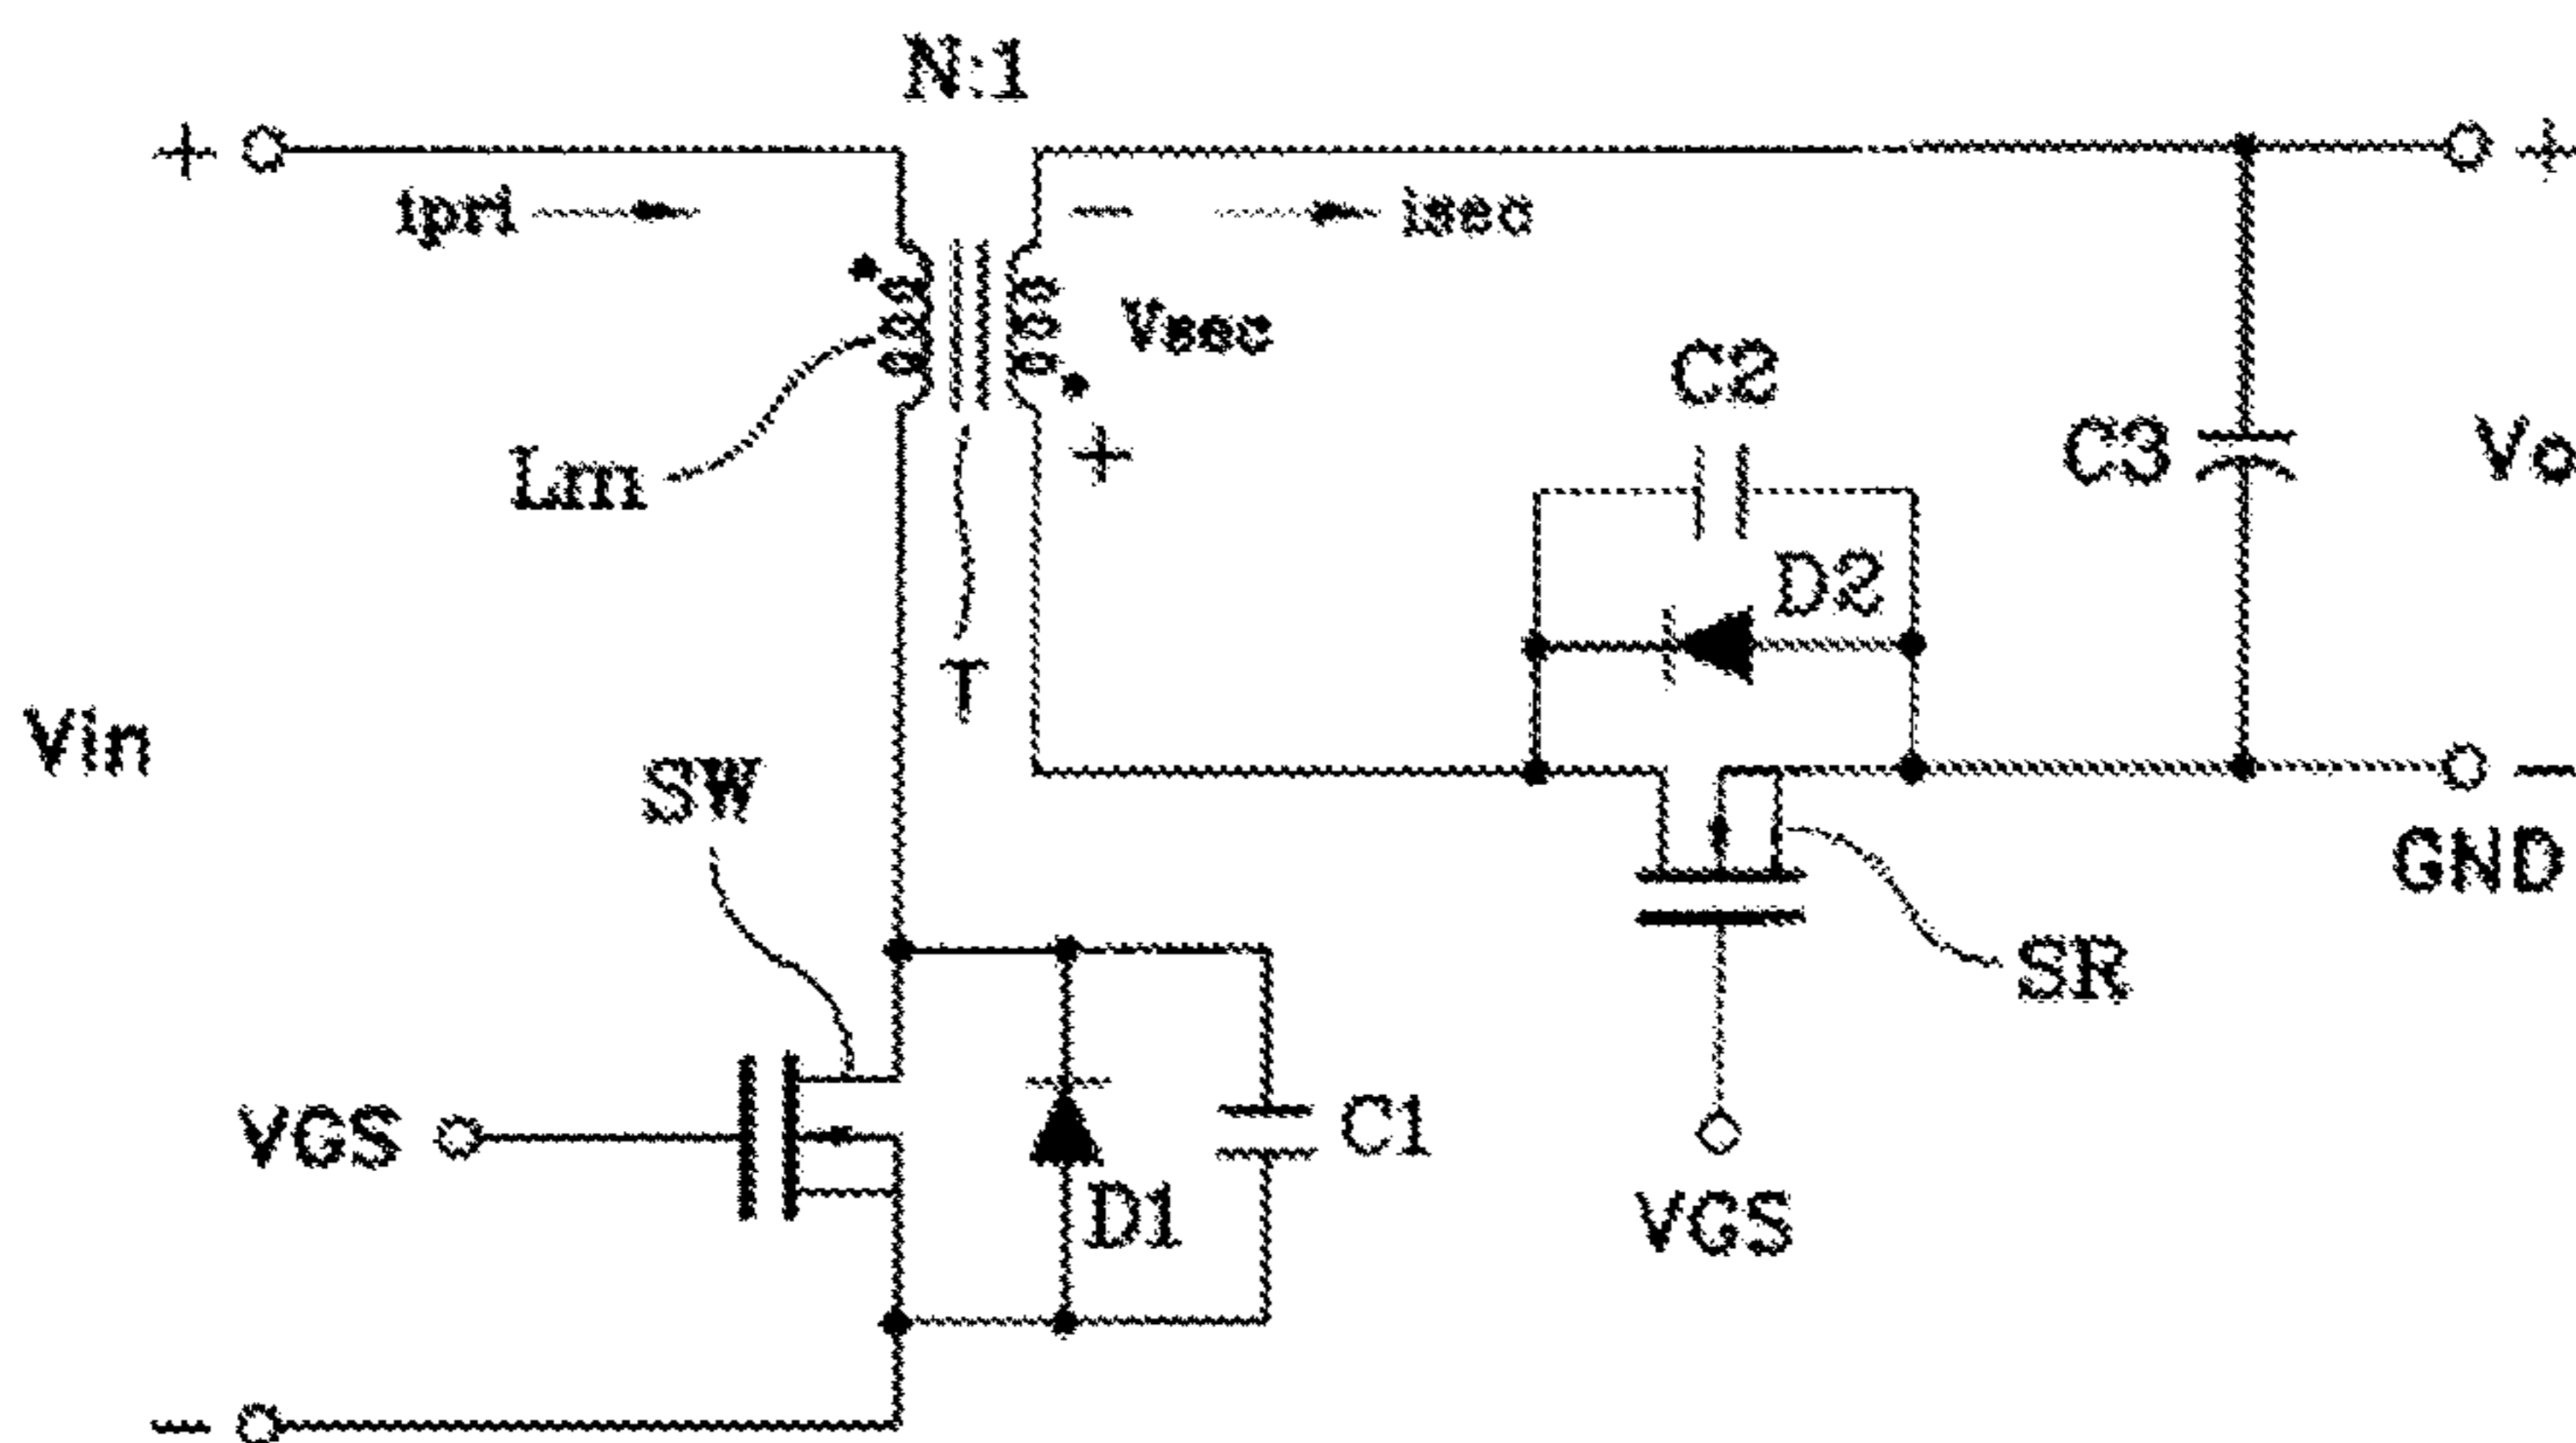 N:1
+
+
ipri
isec
−
Vsec
+
Lm
C2
C3
Vo
D2
T
Vin
SW
−
GND
SR
VGS
C1
D1
VGS
−